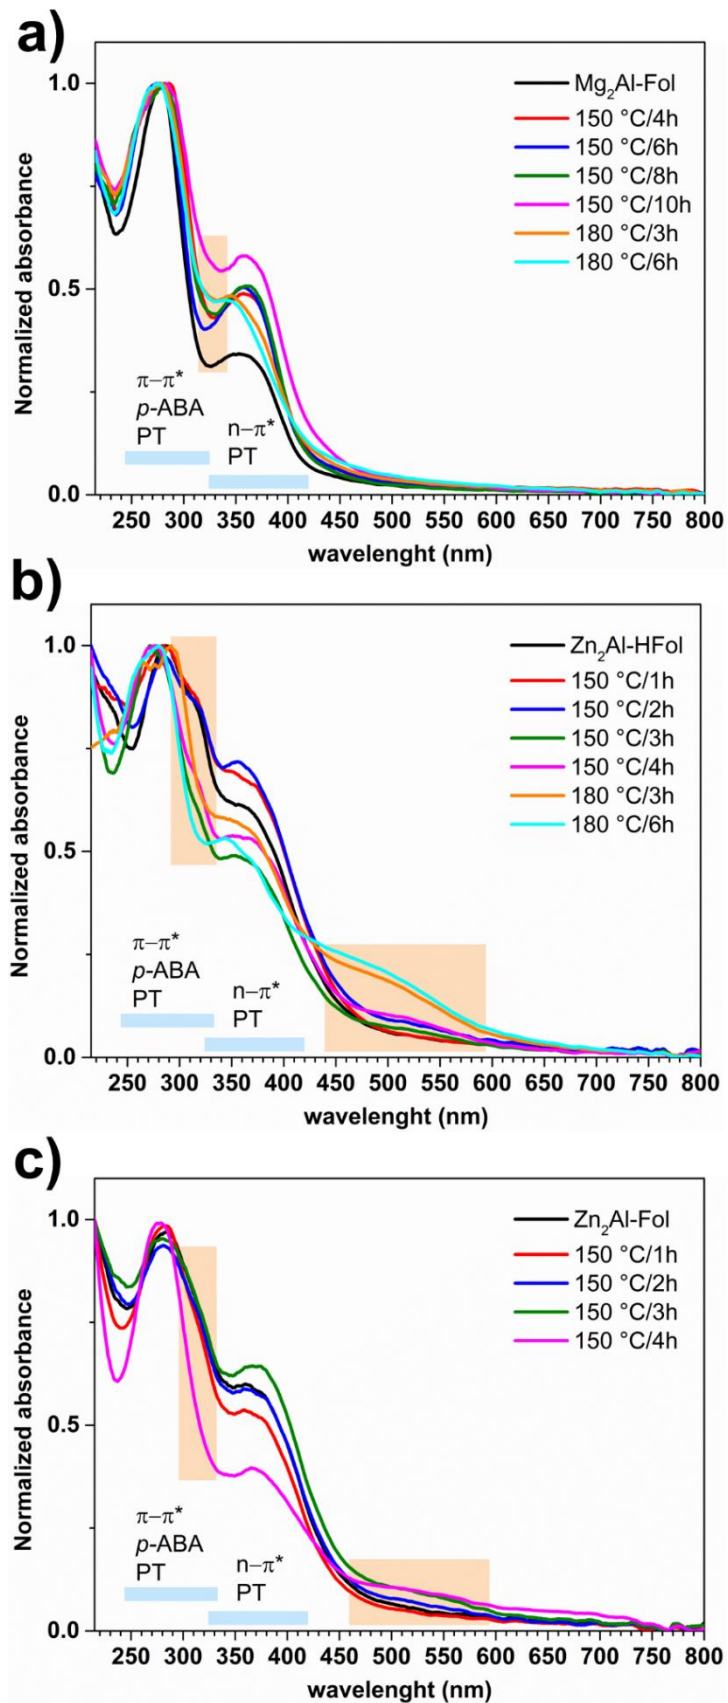 a)
Normalized absorbance
1.0
0.5
0.0
Mg₂Al-Fol
150 °C/4h
150 °C/6h
150 °C/8h
150 °C/10h
180 °C/3h
180 °C/6h
π−π*
p-ABA
PT
n−π*
PT
250 300 350 400 450 500 550 600 650 700 750 800
wavelenght (nm)
b)
Normalized absorbance
1.0
0.5
0.0
Zn₂Al-HFol
150 °C/1h
150 °C/2h
150 °C/3h
150 °C/4h
180 °C/3h
180 °C/6h
π−π*
p-ABA
PT
n−π*
PT
250 300 350 400 450 500 550 600 650 700 750 800
wavelenght (nm)
c)
Normalized absorbance
1.0
0.5
0.0
Zn₂Al-Fol
150 °C/1h
150 °C/2h
150 °C/3h
150 °C/4h
π−π*
p-ABA
PT
n−π*
PT
250 300 350 400 450 500 550 600 650 700 750 800
wavelenght (nm)